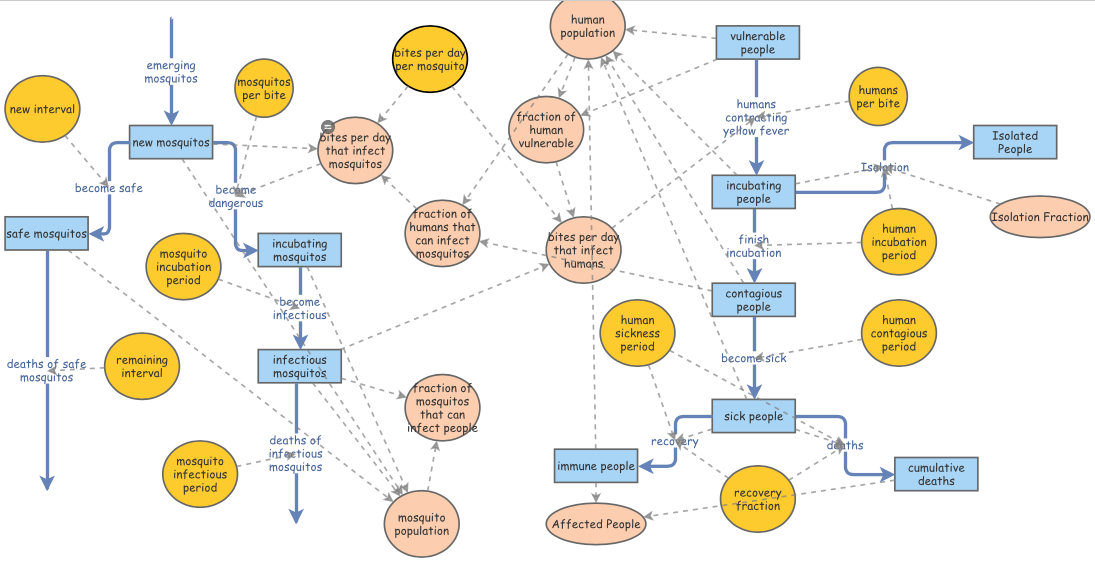 human
population
vulnerable
people
bites per day
per mosquito
emerging
mosquitos
mosquitos
per bite
new interval
humans
per bite
humans
contracting
yellow fever
fraction of
human
vulnerable
bites per day
that infect
mosquitos
new mosquitos
Isolated
People
Isolation
become safe
become
dangerous
incubating
people
Isolation Fraction
safe mosquitos
fraction of
humans that
can infect
mosquitos
bites per day
that infect
humans
human
incubation
period
finish
incubation
incubating
mosquitos
mosquito
incubation
period
become
infectious
contagious
people
human
sickness
period
human
contagious
period
deaths of safe
mosquitos
remaining
interval
infectious
mosquitos
become sick
fraction of
mosquitos
that can
infect people
sick people
recovery
deaths
deaths of
infectious
mosquitos
mosquito
infectious
period
immune people
cumulative
deaths
recovery
fraction
mosquito
population
Affected People